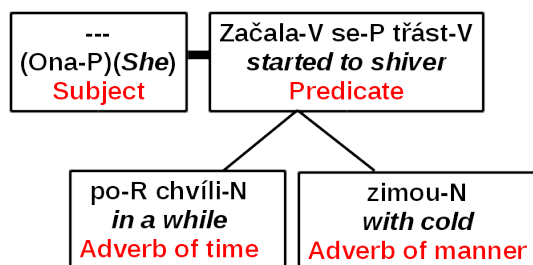 ---
(Ona-P)(She)
Subject
Začala-V se-P třást-V
started to shiver
Predicate
po-R chvíli-N
in a while
Adverb of time
zimou-N
with cold
Adverb of manner